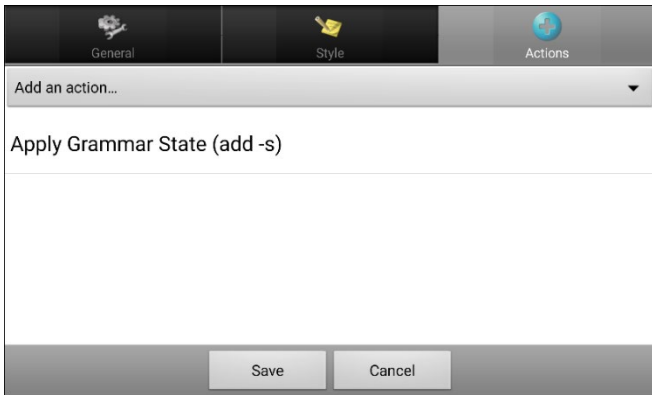 General Style Actions
Add an action...
Apply Grammar State (add -s)
Save Cancel